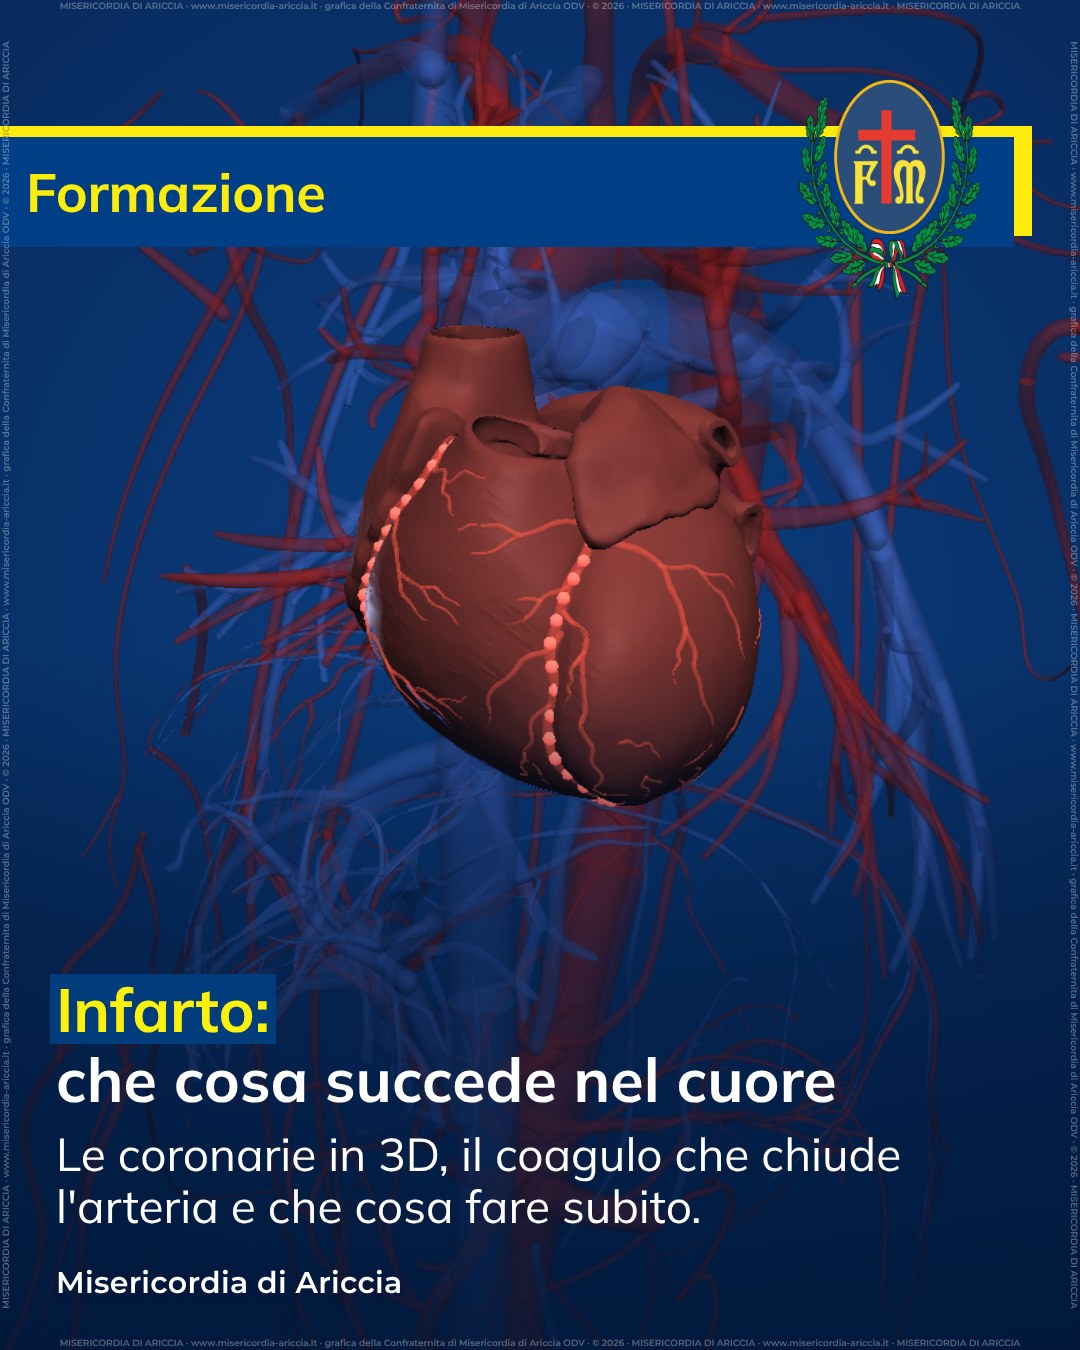 MISERICORDIA DI ARICCIA · www.misericordia-ariccia.it · grafica della Confraternita di Misericordia di Ariccia ODV · © 2026 · MISERICORDIA DI ARICCIA · www.misericordia-ariccia.it · MISERICORDIA DI ARICCIA
Formazione
F M
Infarto:
che cosa succede nel cuore
Le coronarie in 3D, il coagulo che chiude
l'arteria e che cosa fare subito.
Misericordia di Ariccia
MISERICORDIA DI ARICCIA · www.misericordia-ariccia.it · grafica della Confraternita di Misericordia di Ariccia ODV · © 2026 · MISERICORDIA DI ARICCIA · www.misericordia-ariccia.it · MISERICORDIA DI ARICCIA